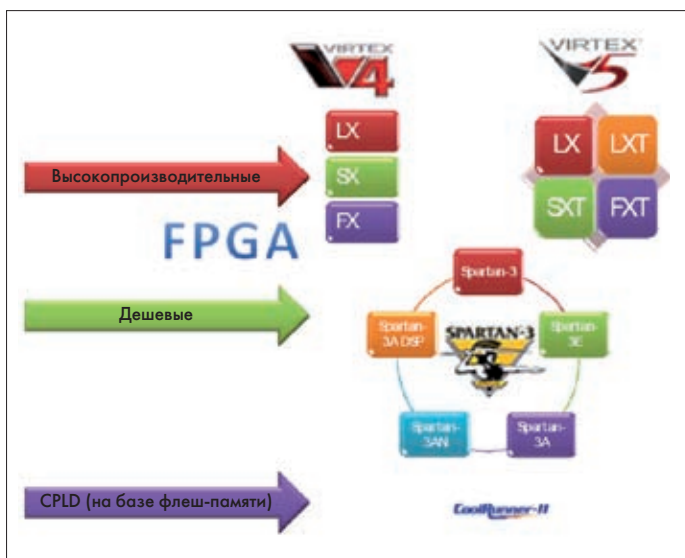 VIRTEX
V4
VIRTEX
5
LX
SX
FX
LX
LXT
SXT
FXT
Высокопроизводительные
FPGA
Дешевые
Spartan-3
Spartan-
3A DSP
SPARTAN-3
Spartan-
3E
Spartan-
3AN
Spartan-
3A
CPLD (на базе флеш-памяти)
CoolRunner-II